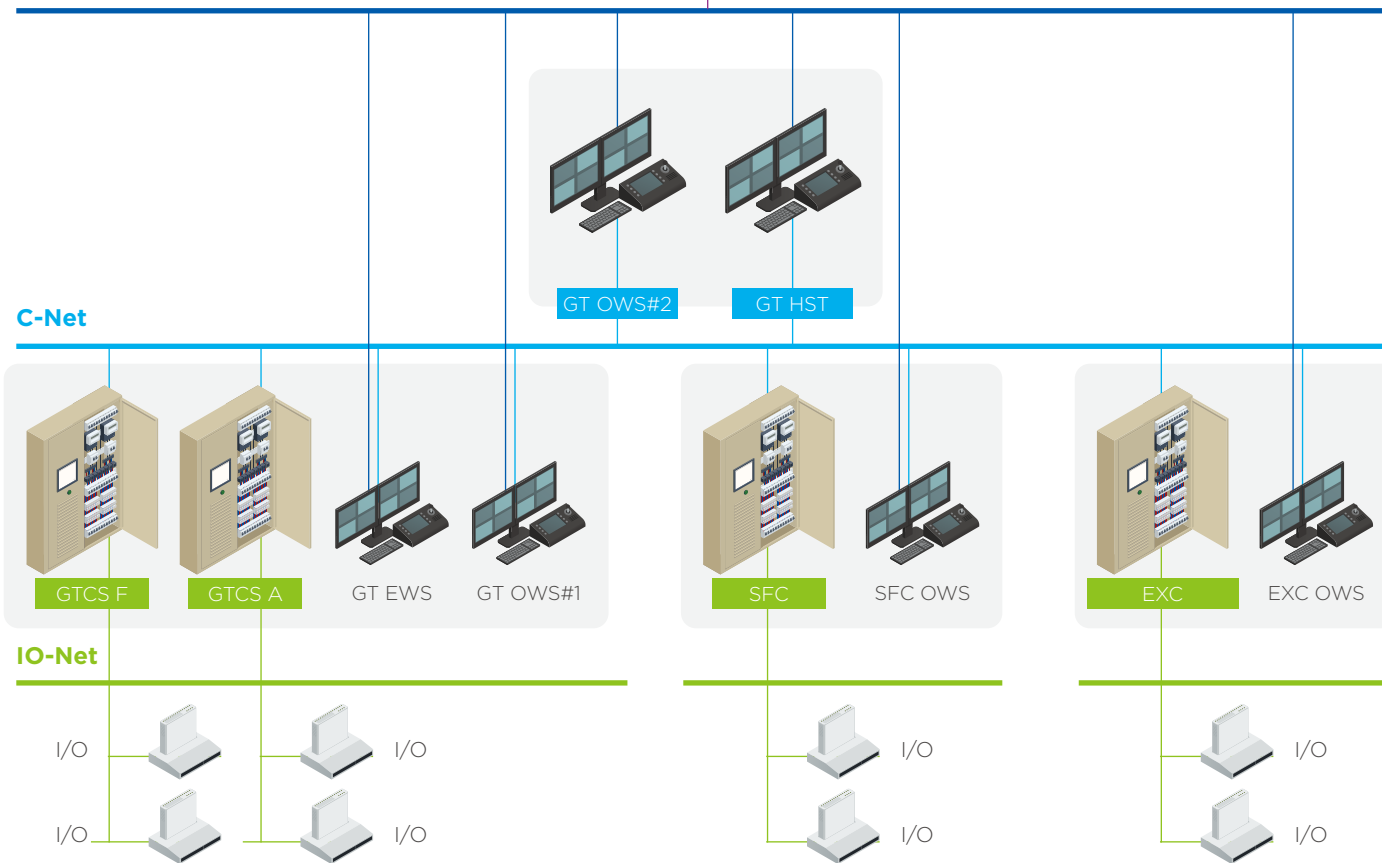 GT OWS#2
GT HST
C-Net
GTCS F
GTCS A
GT EWS
GT OWS#1
SFC
SFC OWS
EXC
EXC OWS
IO-Net
I/O
I/O
I/O
I/O
I/O
I/O
I/O
I/O